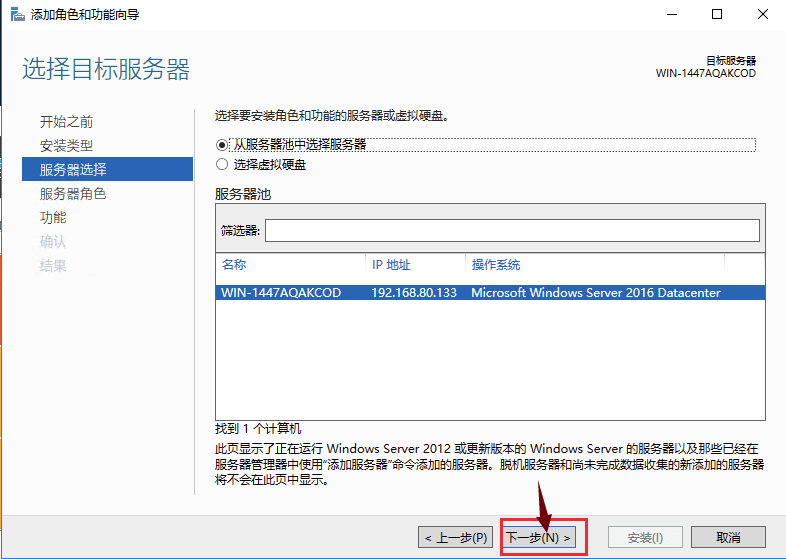 添加角色和功能向导
选择目标服务器
目标服务器
WIN-1447AQAKCOD
开始之前
安装类型
服务器选择
服务器角色
功能
确认
结果
选择要安装角色和功能的服务器或虚拟硬盘。
从服务器池中选择服务器
选择虚拟硬盘
服务器池
筛选器:
名称 IP 地址 操作系统
WIN-1447AQAKCOD 192.168.80.133 Microsoft Windows Server 2016 Datacenter
找到 1 个计算机
此页显示了正在运行 Windows Server 2012 或更新版本的 Windows Server 的服务器以及那些已经在
服务器管理器中使用"添加服务器"命令添加的服务器。脱机服务器和尚未完成数据收集的新添加的服务器
将不会在此页中显示。
< 上一步(P) 下一步(N) > 安装(I) 取消